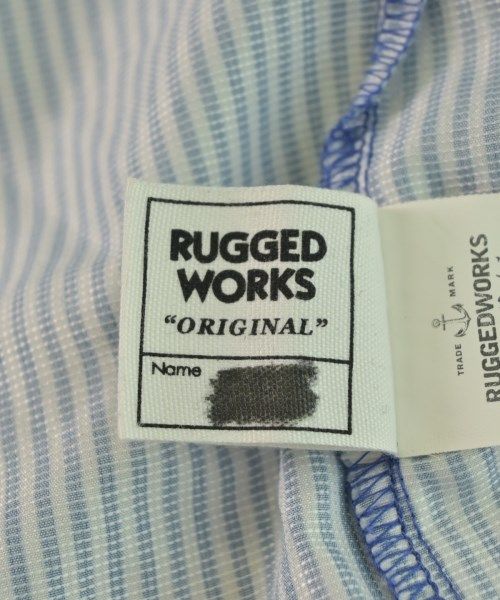 RUGGED
WORKS
“ORIGINAL”
Name
TRADE MARK
RUGGEDWORKS